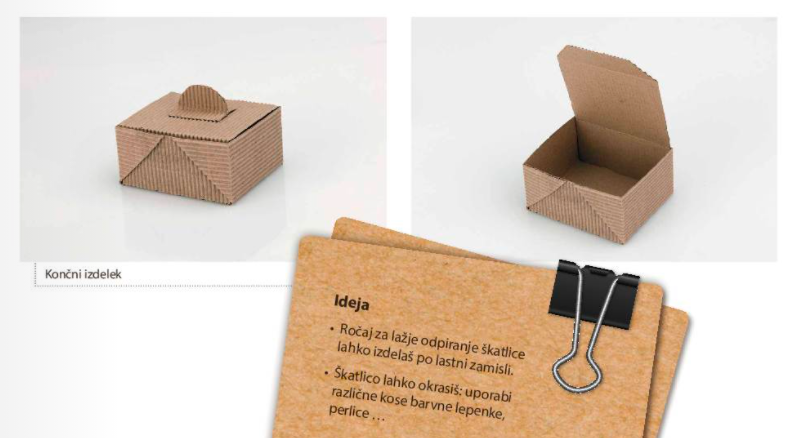 Končni izdelek
Ideja
• Ročaj za lažje odpiranje škatlice
lahko izdelaš po lastni zamisli.
• Škatlico lahko okrasiš; uporabi
različne kose barvne lepenke,
perlice ...